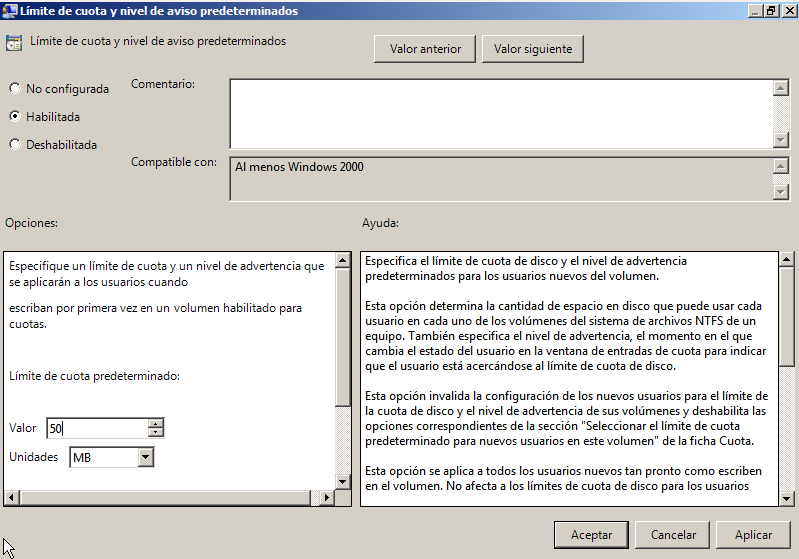 Límite de cuota y nivel de aviso predeterminados
Límite de cuota y nivel de aviso predeterminados
Valor anterior
Valor siguiente
No configurada
Habilitada
Deshabilitada
Comentario:
Compatible con:
Al menos Windows 2000
Opciones:
Ayuda:
Especifique un límite de cuota y un nivel de advertencia que
se aplicarán a los usuarios cuando
escriban por primera vez en un volumen habilitado para
cuotas.
Límite de cuota predeterminado:
Valor 50
Unidades MB
Especifica el límite de cuota de disco y el nivel de advertencia
predeterminados para los usuarios nuevos del volumen.
Esta opción determina la cantidad de espacio en disco que puede usar cada
usuario en cada uno de los volúmenes del sistema de archivos NTFS de un
equipo. También especifica el nivel de advertencia, el momento en el que
cambia el estado del usuario en la ventana de entradas de cuota para indicar
que el usuario está acercándose al límite de cuota de disco.
Esta opción invalida la configuración de los nuevos usuarios para el límite de
la cuota de disco y el nivel de advertencia de sus volúmenes y deshabilita las
opciones correspondientes de la sección "Seleccionar el límite de cuota
predeterminado para nuevos usuarios en este volumen" de la ficha Cuota.
Esta opción se aplica a todos los usuarios nuevos tan pronto como escriben
en el volumen. No afecta a los límites de cuota de disco para los usuarios
Aceptar
Cancelar
Aplicar